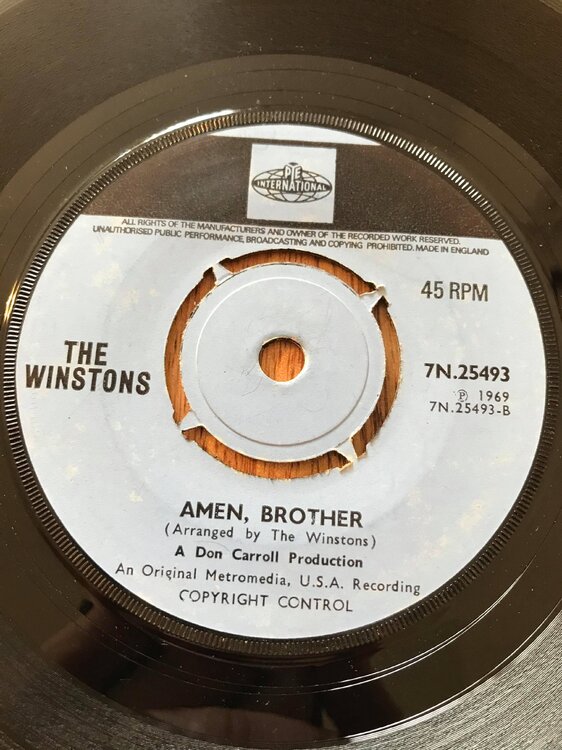 PYE
INTERNATIONAL
ALL RIGHTS OF THE MANUFACTURERS AND OWNER OF THE RECORDED WORK RESERVED.
UNAUTHORISED PUBLIC PERFORMANCE, BROADCASTING AND COPYING PROHIBITED. MADE IN ENGLAND
45 RPM
THE
WINSTONS
7N.25493
Ⓟ 1969
7N.25493-B
AMEN, BROTHER
(Arranged by The Winstons)
A Don Carroll Production
An Original Metromedia, U.S.A. Recording
COPYRIGHT CONTROL